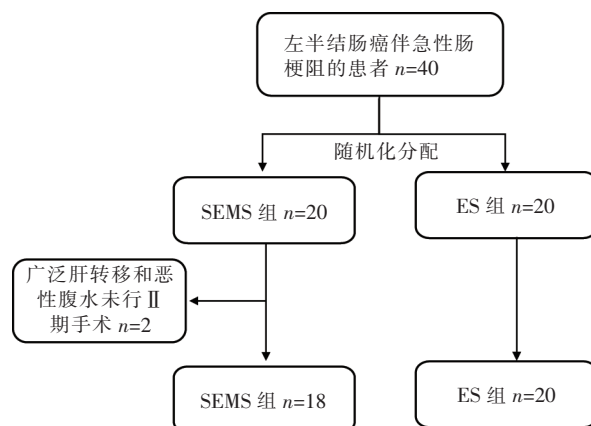 左半结肠癌伴急性肠
梗阻的患者 n=40
随机化分配
SEMS 组 n=20
ES 组 n=20
广泛肝转移和恶
性腹水未行Ⅱ
期手术 n=2
SEMS 组 n=18
ES 组 n=20